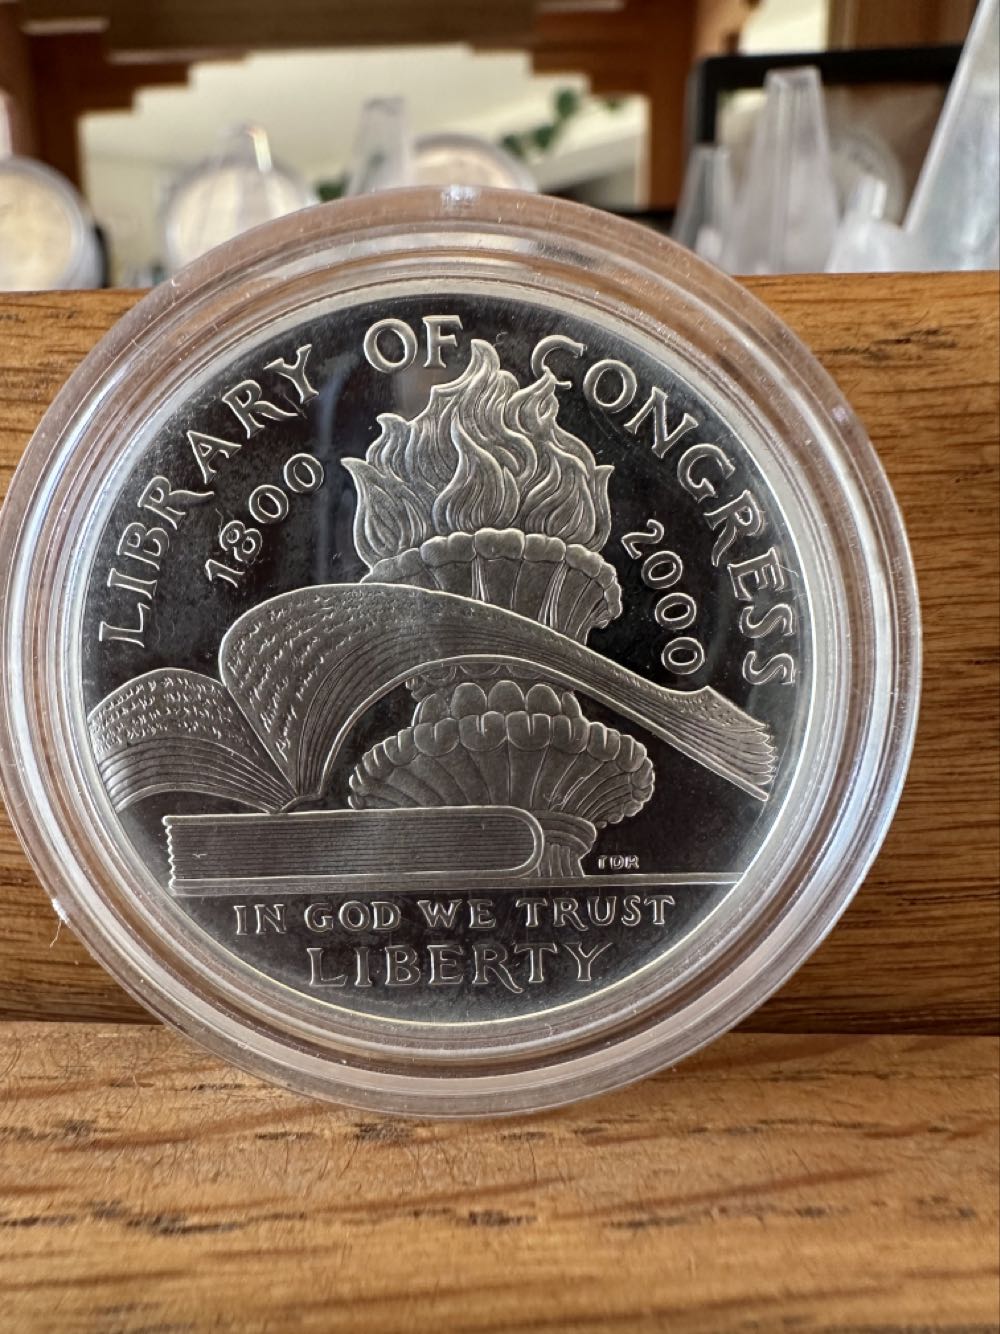 LIBRARY OF CONGRESS
1800 2000
TDR
IN GOD WE TRUST
LIBERTY